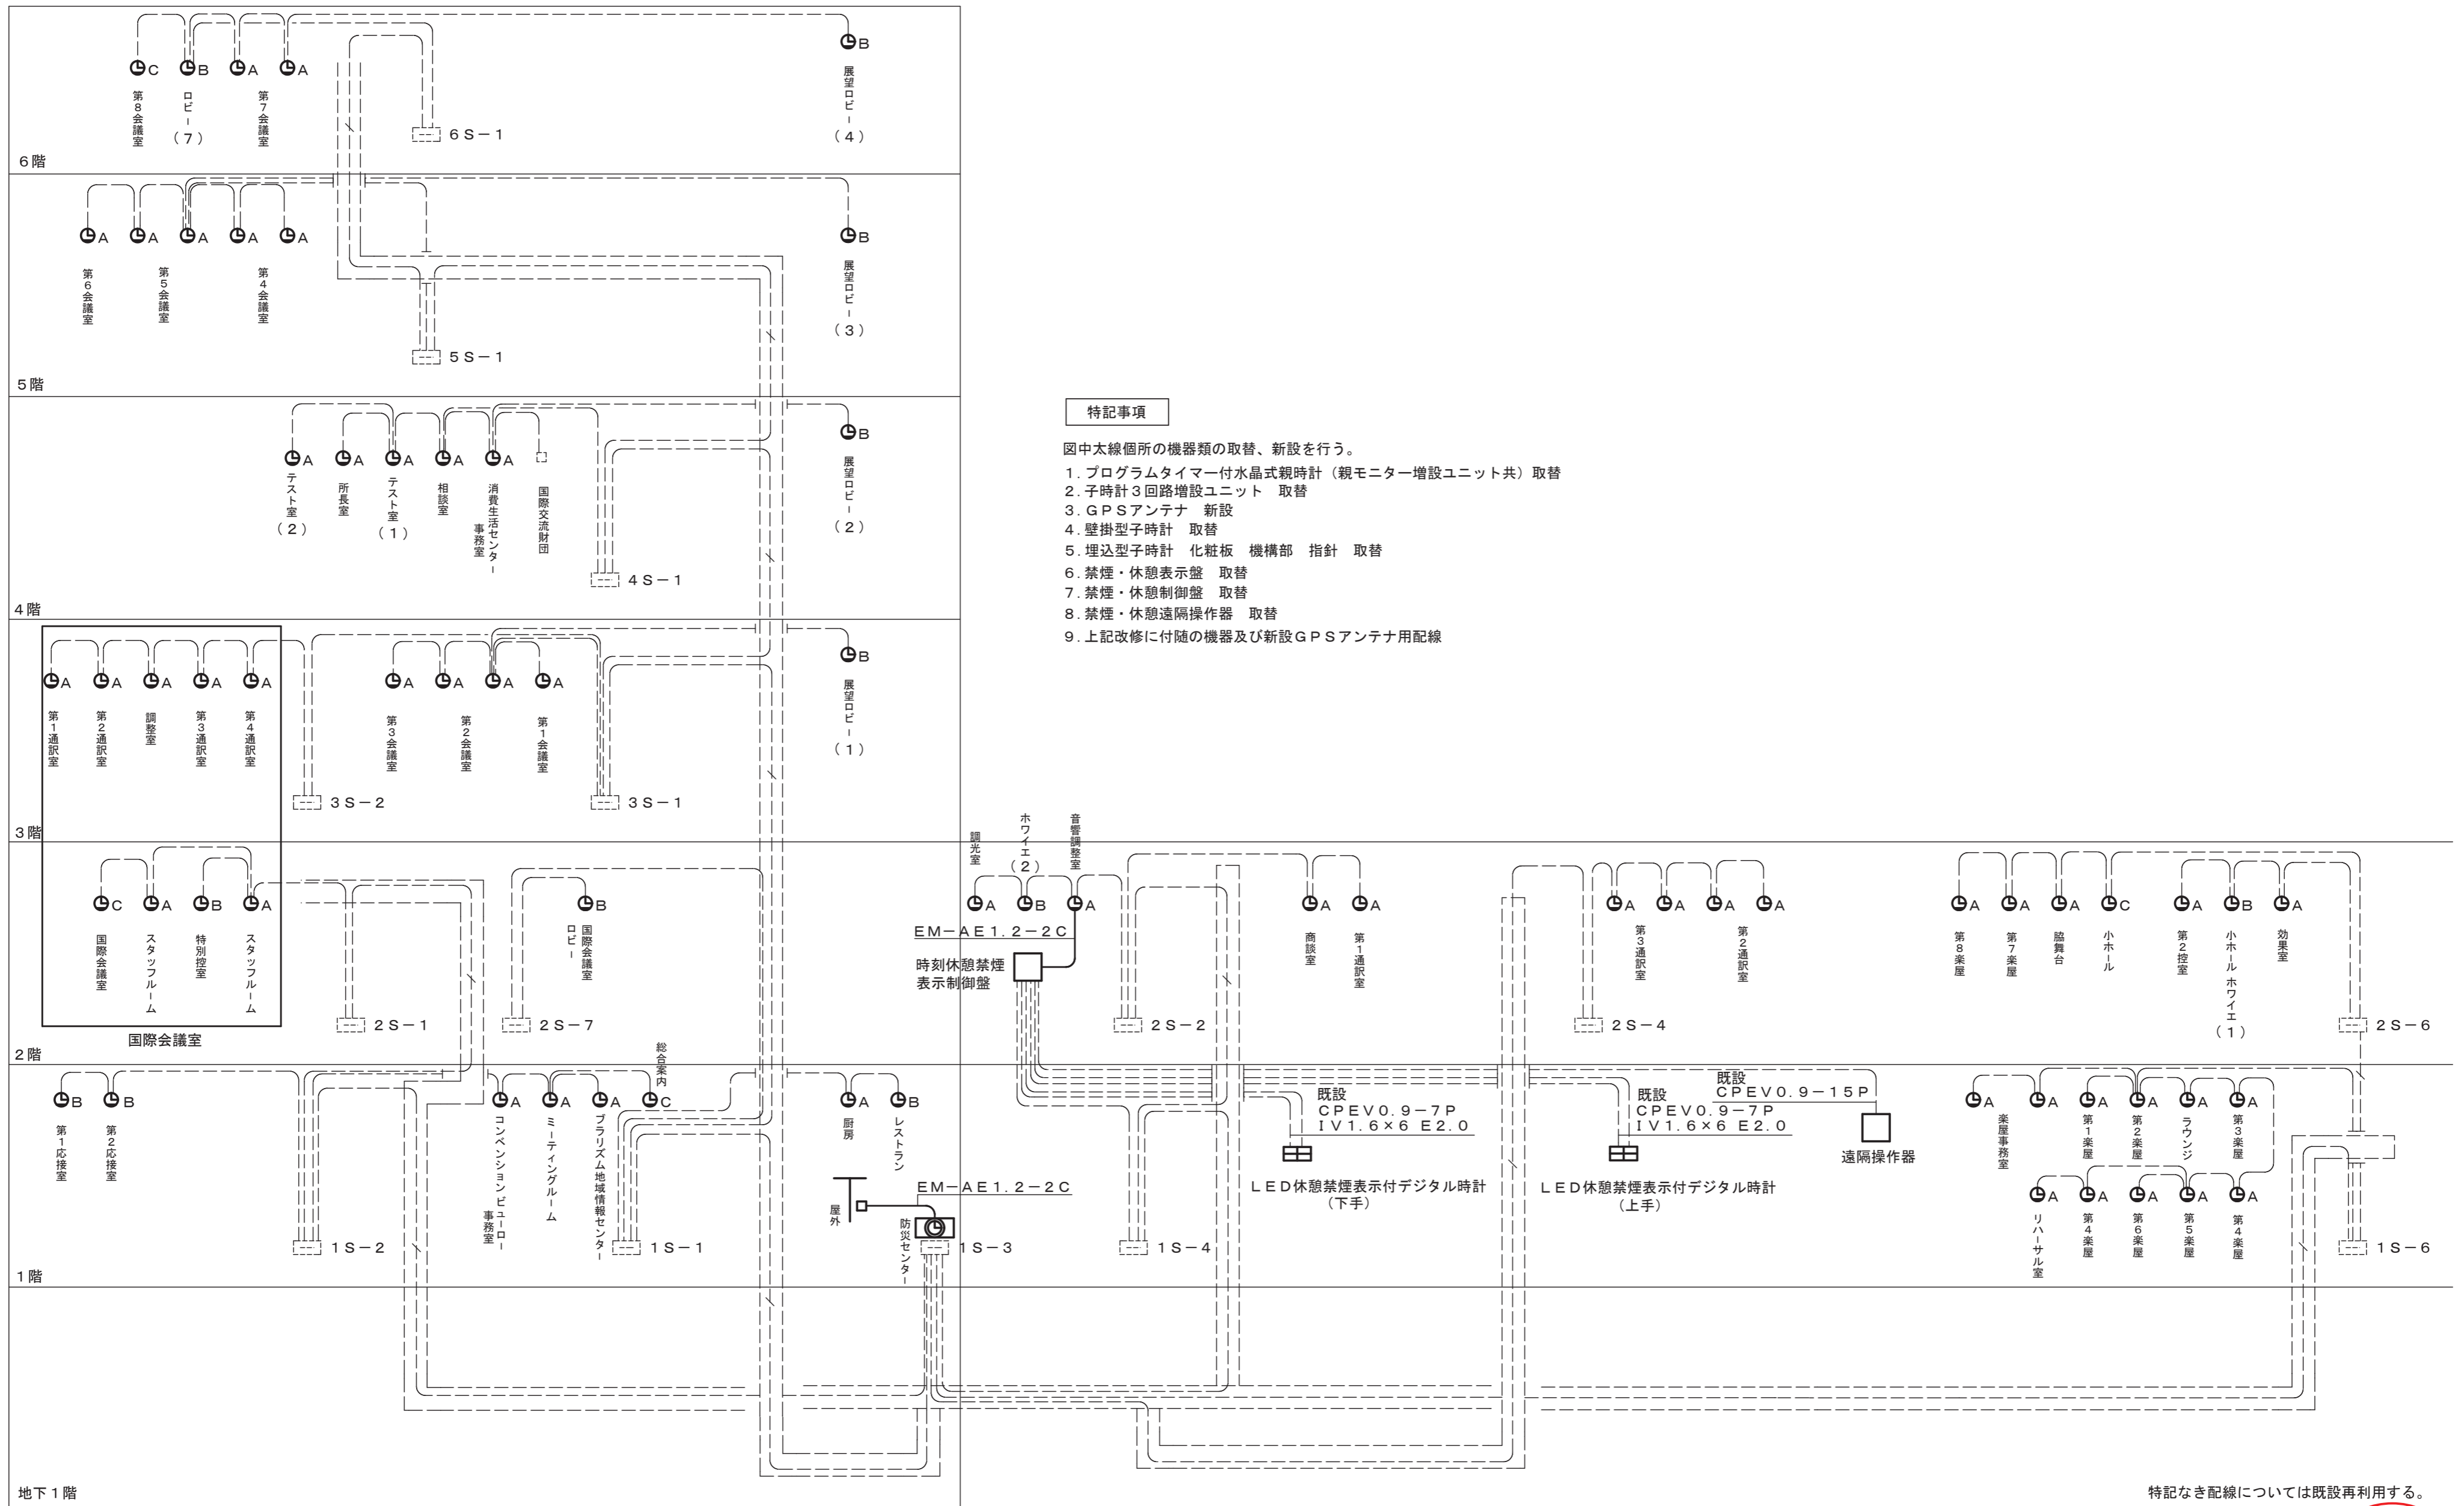 C
B
A
A
B
第8会議室
ロビー
(7)
第7会議室
6S-1
展望ロビー
(4)
6階
A
A
A
A
A
B
第6会議室
第5会議室
第4会議室
展望ロビー
(3)
5S-1
5階
A
A
A
A
A
B
テスト室
(2)
所長室
テスト室
(1)
相談室
消費生活センター
事務室
国際交流財団
展望ロビー
(2)
4S-1
4階
特記事項
図中太線個所の機器類の取替、新設を行う。
1.プログラムタイマー付水晶式親時計(親モニター増設ユニット共)取替
2.子時計3回路増設ユニット 取替
3.GPSアンテナ 新設
4.壁掛型子時計 取替
5.埋込型子時計 化粧板 機構部 指針 取替
6.禁煙・休憩表示盤 取替
7.禁煙・休憩制御盤 取替
8.禁煙・休憩遠隔操作器 取替
9.上記改修に付随の機器及び新設GPSアンテナ用配線
A
A
A
A
A
A
A
A
A
B
第1通訳室
第2通訳室
調整室
第3通訳室
第4通訳室
第3会議室
第2会議室
第1会議室
展望ロビー
(1)
3S-2
3S-1
3階
調光室
ホワイエ
(2)
音響調整室
C
A
B
A
B
A
B
A
A
A
A
A
A
A
A
A
A
C
A
B
A
国際会議室
スタッフルーム
特別控室
スタッフルーム
国際会議室
ロビー
EM-AE1.2-2C
時刻休憩禁煙
表示制御盤
商談室
第1通訳室
第3通訳室
第2通訳室
第8楽屋
第7楽屋
脇舞台
小ホール
第2控室
小ホール ホワイエ
(1)
効果室
2S-1
2S-7
2S-2
2S-4
2S-6
国際会議室
2階
総合案内
B
B
A
A
A
C
A
B
第1応接室
第2応接室
コンベンションビューロー
事務室
ミーティングルーム
プラリズム地域情報センター
厨房
レストラン
既設
CPEV0.9-7P
IV1.6×6 E2.0
既設
CPEV0.9-7P
IV1.6×6 E2.0
既設
CPEV0.9-15P
遠隔操作器
A
A
A
A
A
A
楽屋事務室
第1楽屋
第2楽屋
ラウンジ
第3楽屋
屋外
EM-AE1.2-2C
防災センター
LED休憩禁煙表示付デジタル時計
(下手)
LED休憩禁煙表示付デジタル時計
(上手)
A
A
A
A
A
リハーサル室
第4楽屋
第6楽屋
第5楽屋
第4楽屋
1S-2
1S-1
1S-3
1S-4
1S-6
1階
地下1階
特記なき配線については既設再利用する。